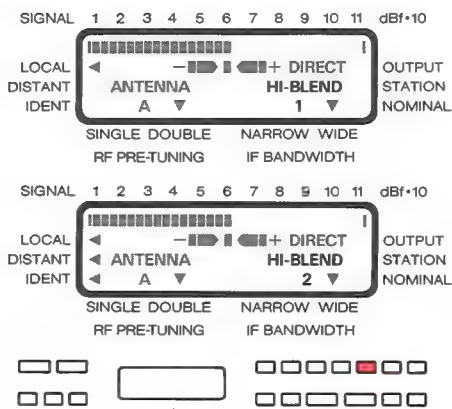 SIGNAL 1 2 3 4 5 6 7 8 9 10 11 dBf•10
LOCAL ◀ − + DIRECT OUTPUT
DISTANT ANTENNA HI-BLEND STATION
IDENT A ▼ 1 ▼ NOMINAL
SINGLE DOUBLE NARROW WIDE
RF PRE-TUNING IF BANDWIDTH
SIGNAL 1 2 3 4 5 6 7 8 9 10 11 dBf•10
LOCAL ◀ − + DIRECT OUTPUT
DISTANT ◀ ANTENNA HI-BLEND STATION
IDENT ◀ A ▼ 2 ▼ NOMINAL
SINGLE DOUBLE NARROW WIDE
RF PRE-TUNING IF BANDWIDTH